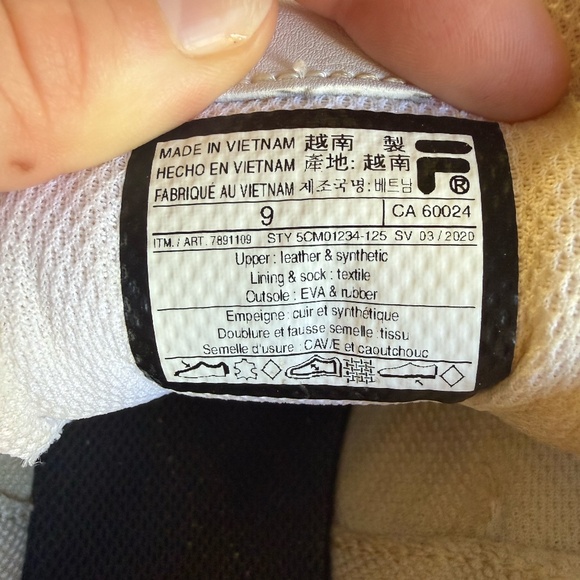 MADE IN VIETNAM 越南 製
HECHO EN VIETNAM 產地: 越南
FABRIQUÉ AU VIETNAM 제조국명:베트남
F®
9 CA 60024
ITM./ ART. 7891109 STY 5CM01234-125 SV 03/2020
Upper : leather & synthetic
Lining & sock : textile
Outsole : EVA & rubber
Empeigne : cuir et synthétique
Doublure et fausse semelle : tissu
Semelle d'usure : CAV/E et caoutchouc